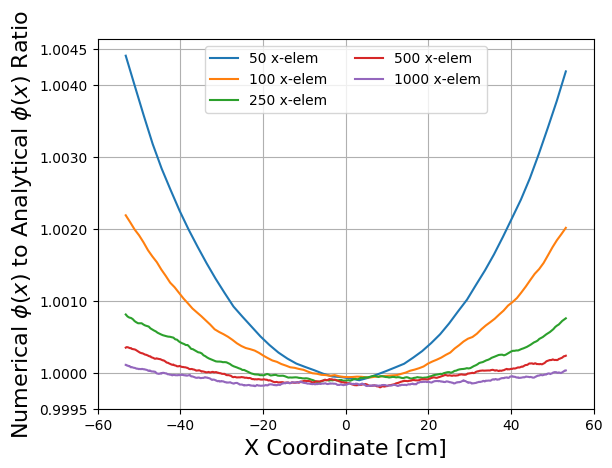 Numerical ϕ(x) to Analytical ϕ(x) Ratio
1.0045
1.0040
1.0030
1.0020
1.0010
1.0000
0.9995
50 x-elem
100 x-elem
250 x-elem
500 x-elem
1000 x-elem
−60 −40 −20 0 20 40 60
X Coordinate [cm]